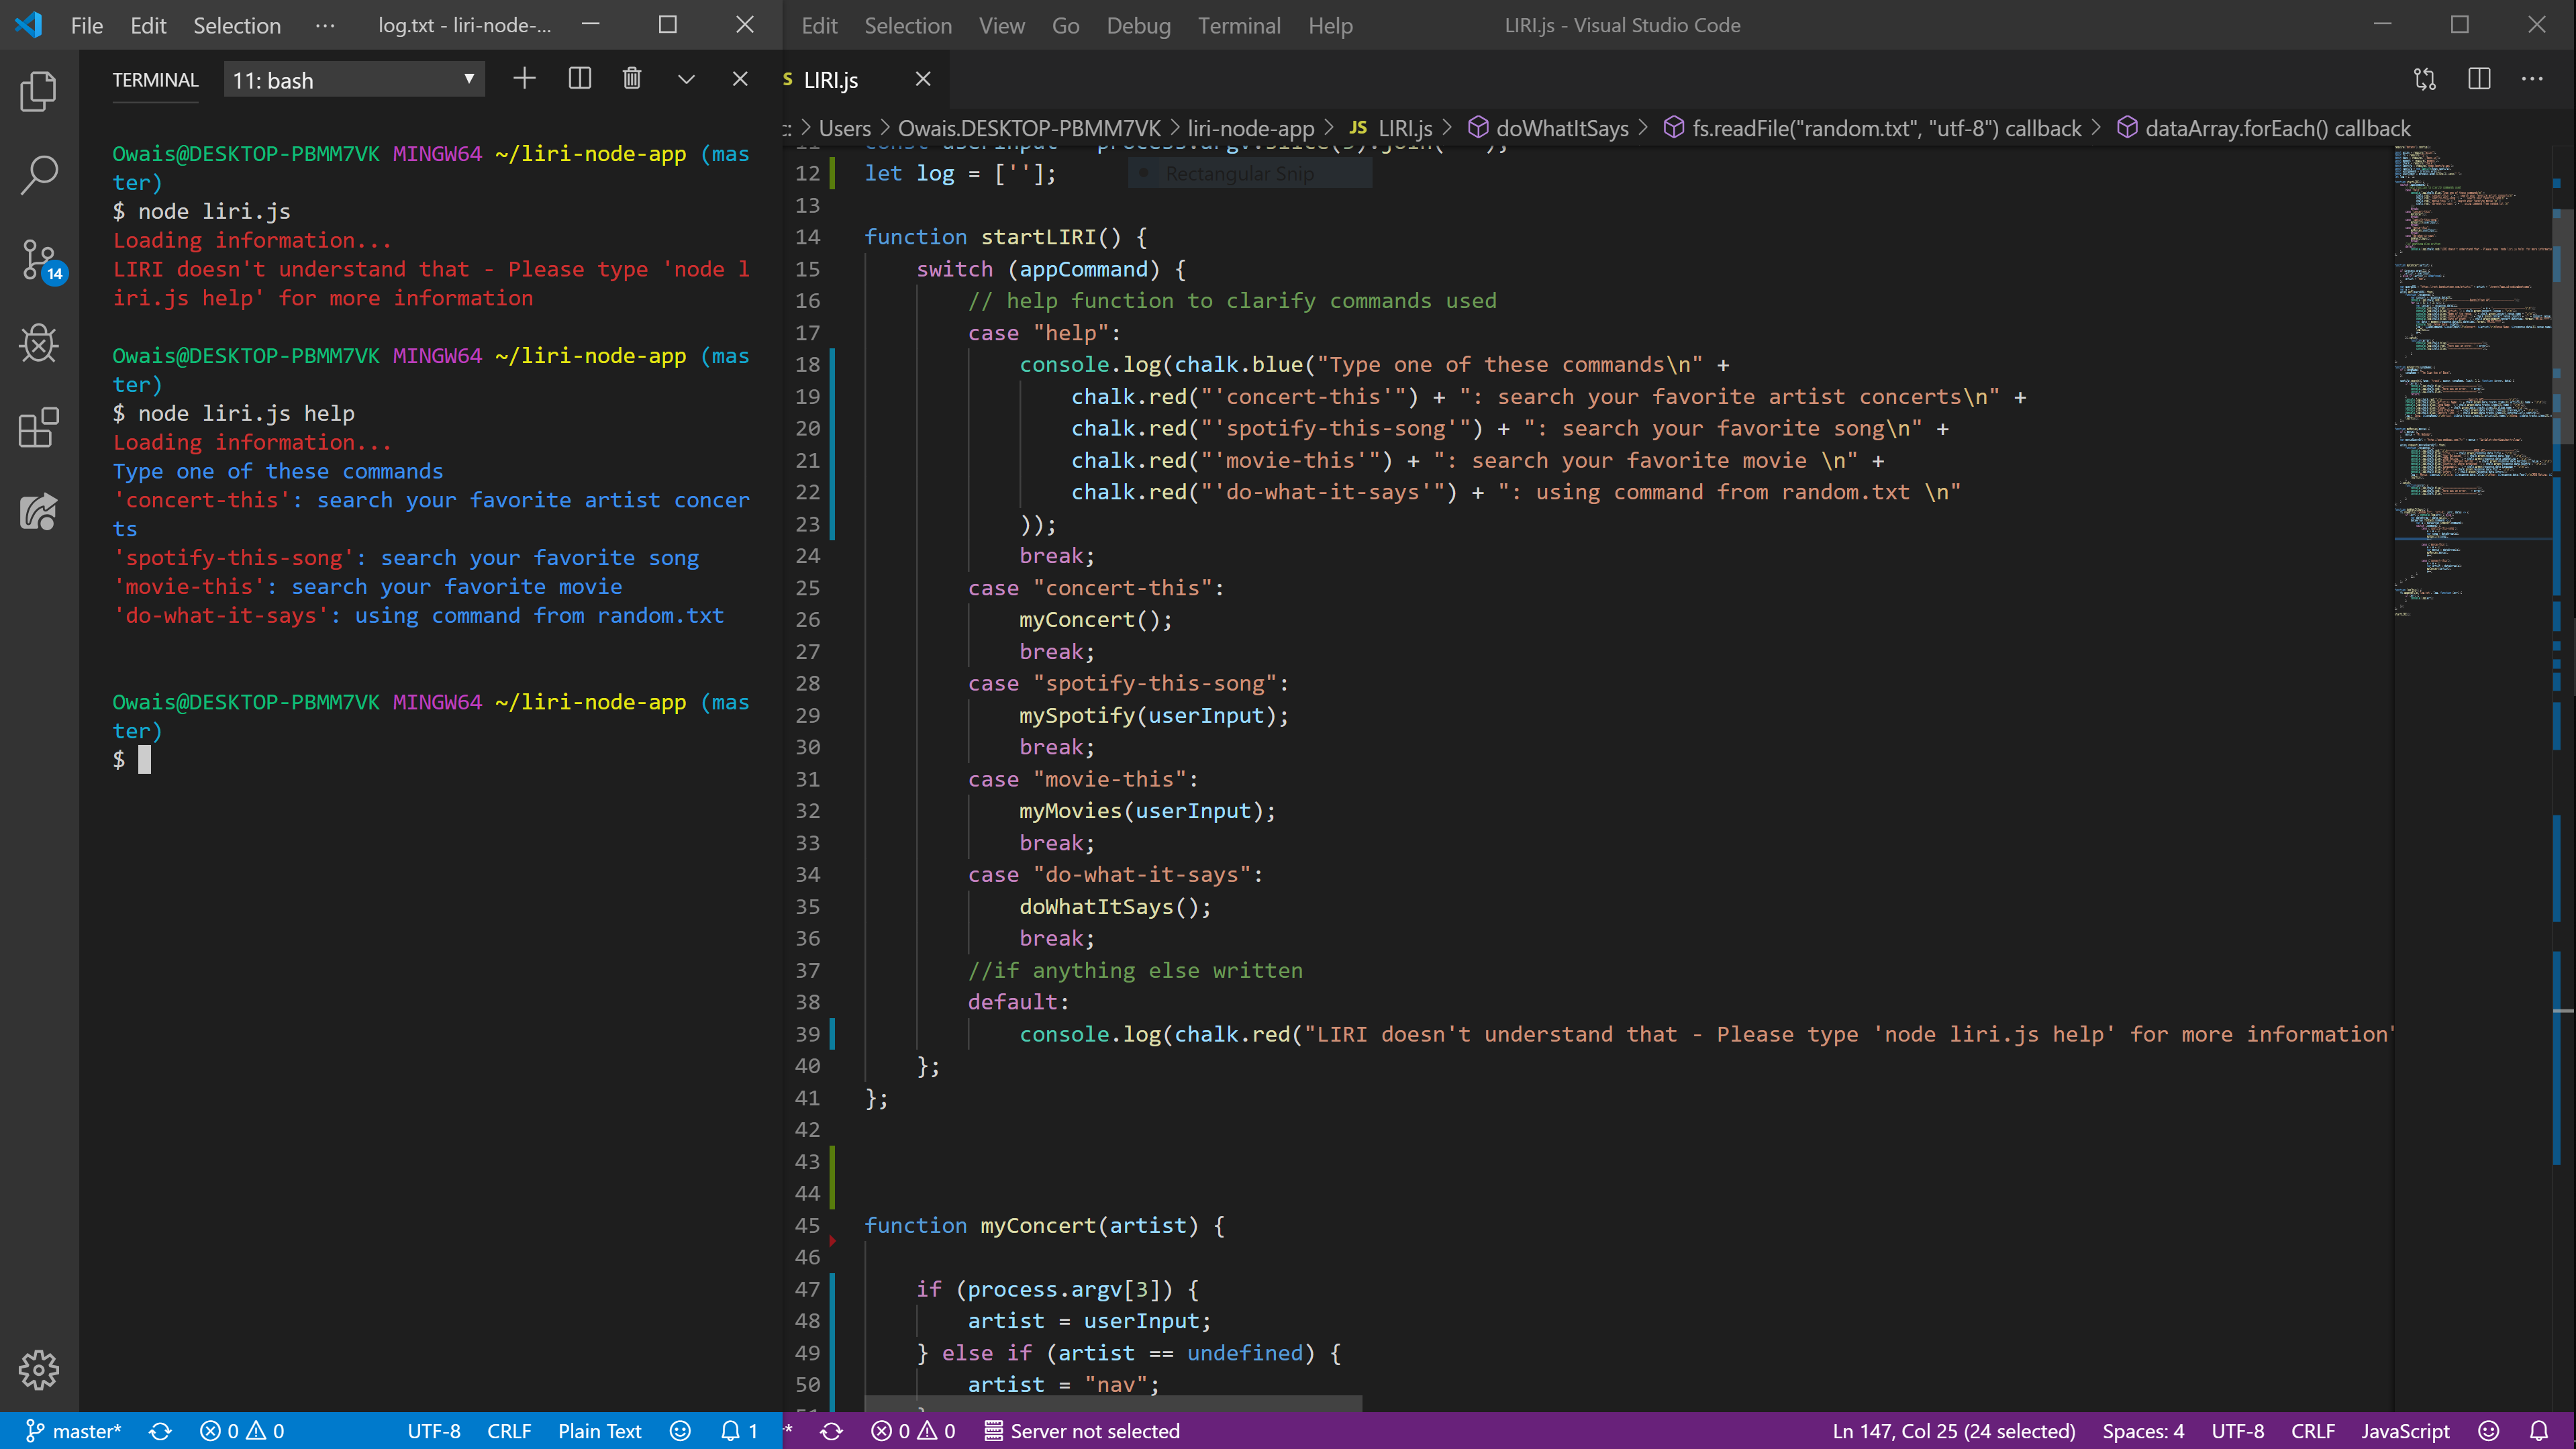 File Edit Selection ··· log.txt - liri-node-...
TERMINAL 11: bash
14
Owais@DESKTOP-PBMM7VK MINGW64 ~/liri-node-app (mas
ter)
$ node liri.js
Loading information...
LIRI doesn't understand that - Please type 'node l
iri.js help' for more information
Owais@DESKTOP-PBMM7VK MINGW64 ~/liri-node-app (mas
ter)
$ node liri.js help
Loading information...
Type one of these commands
'concert-this': search your favorite artist concer
ts
'spotify-this-song': search your favorite song
'movie-this': search your favorite movie
'do-what-it-says': using command from random.txt
Owais@DESKTOP-PBMM7VK MINGW64 ~/liri-node-app (mas
ter)
$
master* 0 0 UTF-8 CRLF Plain Text 1
Edit Selection View Go Debug Terminal Help LIRI.js - Visual Studio Code
LIRI.js
c: > Users > Owais.DESKTOP-PBMM7VK > liri-node-app > JS LIRI.js > doWhatItSays > fs.readFile("random.txt", "utf-8") callback > dataArray.forEach() callback
Rectangular Snip
12 let log = [''];
13
14 function startLIRI() {
15 switch (appCommand) {
16 // help function to clarify commands used
17 case "help":
18 console.log(chalk.blue("Type one of these commands\n" +
19 chalk.red("'concert-this'") + ": search your favorite artist concerts\n" +
20 chalk.red("'spotify-this-song'") + ": search your favorite song\n" +
21 chalk.red("'movie-this'") + ": search your favorite movie \n" +
22 chalk.red("'do-what-it-says'") + ": using command from random.txt \n"
23 ));
24 break;
25 case "concert-this":
26 myConcert();
27 break;
28 case "spotify-this-song":
29 mySpotify(userInput);
30 break;
31 case "movie-this":
32 myMovies(userInput);
33 break;
34 case "do-what-it-says":
35 doWhatItSays();
36 break;
37 //if anything else written
38 default:
39 console.log(chalk.red("LIRI doesn't understand that - Please type 'node liri.js help' for more information"
40 };
41 };
42
43
44
45 function myConcert(artist) {
46
47 if (process.argv[3]) {
48 artist = userInput;
49 } else if (artist == undefined) {
50 artist = "nav";
* 0 0 Server not selected Ln 147, Col 25 (24 selected) Spaces: 4 UTF-8 CRLF JavaScript